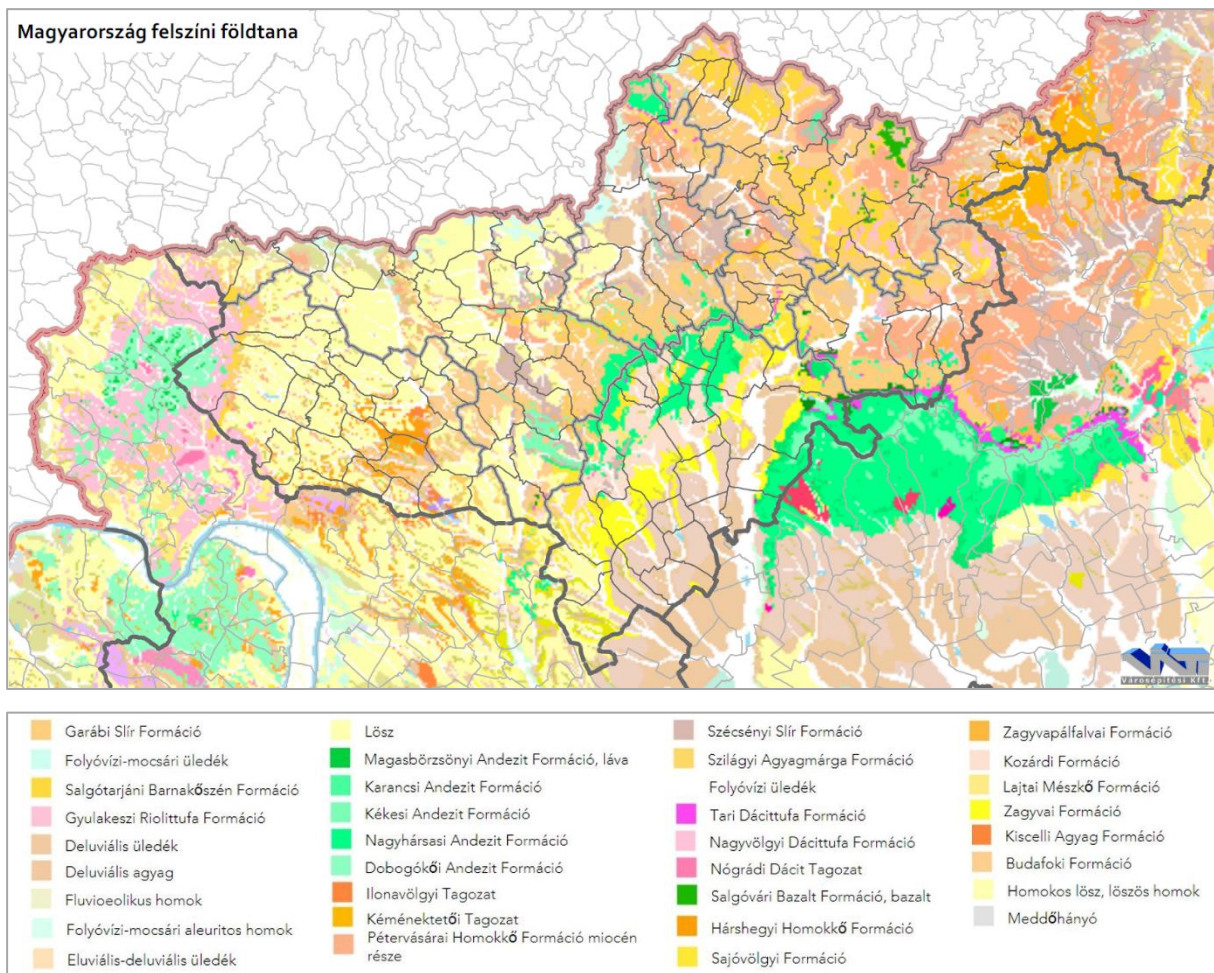 Magyarország felszíni földtana
Városépítési Kft.
Garábi Slír Formáció
Folyóvízi-mocsári üledék
Salgótarjáni Barnakőszén Formáció
Gyulakeszi Riolittufa Formáció
Deluviális üledék
Deluviális agyag
Fluvioeolikus homok
Folyóvízi-mocsári aleuritos homok
Eluviális-deluviális üledék
Lösz
Magasbörzsönyi Andezit Formáció, láva
Karancsi Andezit Formáció
Kékesi Andezit Formáció
Nagyhársasi Andezit Formáció
Dobogókői Andezit Formáció
Ilonavölgyi Tagozat
Kéménektetői Tagozat
Pétervásárai Homokkő Formáció miocén
része
Szécsényi Slír Formáció
Szilágyi Agyagmárga Formáció
Folyóvízi üledék
Tari Dácittufa Formáció
Nagyvölgyi Dácittufa Formáció
Nógrádi Dácit Tagozat
Salgóvári Bazalt Formáció, bazalt
Hárshegyi Homokkő Formáció
Sajóvölgyi Formáció
Zagyvapálfalvai Formáció
Kozárdi Formáció
Lajtai Mészkő Formáció
Zagyvai Formáció
Kiscelli Agyag Formáció
Budafoki Formáció
Homokos lösz, löszös homok
Meddőhányó